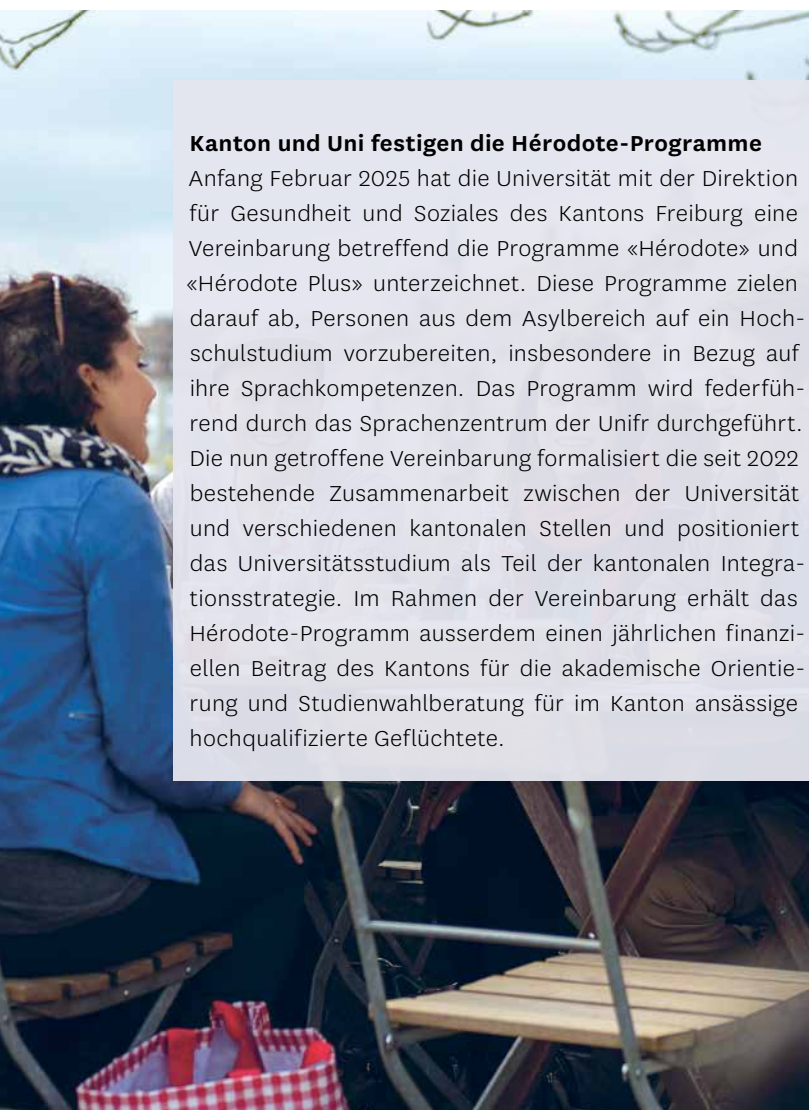 Kanton und Uni festigen die Hérodote-Programme
Anfang Februar 2025 hat die Universität mit der Direktion
für Gesundheit und Soziales des Kantons Freiburg eine
Vereinbarung betreffend die Programme «Hérodote» und
«Hérodote Plus» unterzeichnet. Diese Programme zielen
darauf ab, Personen aus dem Asylbereich auf ein Hoch-
schulstudium vorzubereiten, insbesondere in Bezug auf
ihre Sprachkompetenzen. Das Programm wird federfüh-
rend durch das Sprachenzentrum der Unifr durchgeführt.
Die nun getroffene Vereinbarung formalisiert die seit 2022
bestehende Zusammenarbeit zwischen der Universität
und verschiedenen kantonalen Stellen und positioniert
das Universitätsstudium als Teil der kantonalen Integra-
tionsstrategie. Im Rahmen der Vereinbarung erhält das
Hérodote-Programm ausserdem einen jährlichen finanzi-
ellen Beitrag des Kantons für die akademische Orientie-
rung und Studienwahlberatung für im Kanton ansässige
hochqualifizierte Geflüchtete.